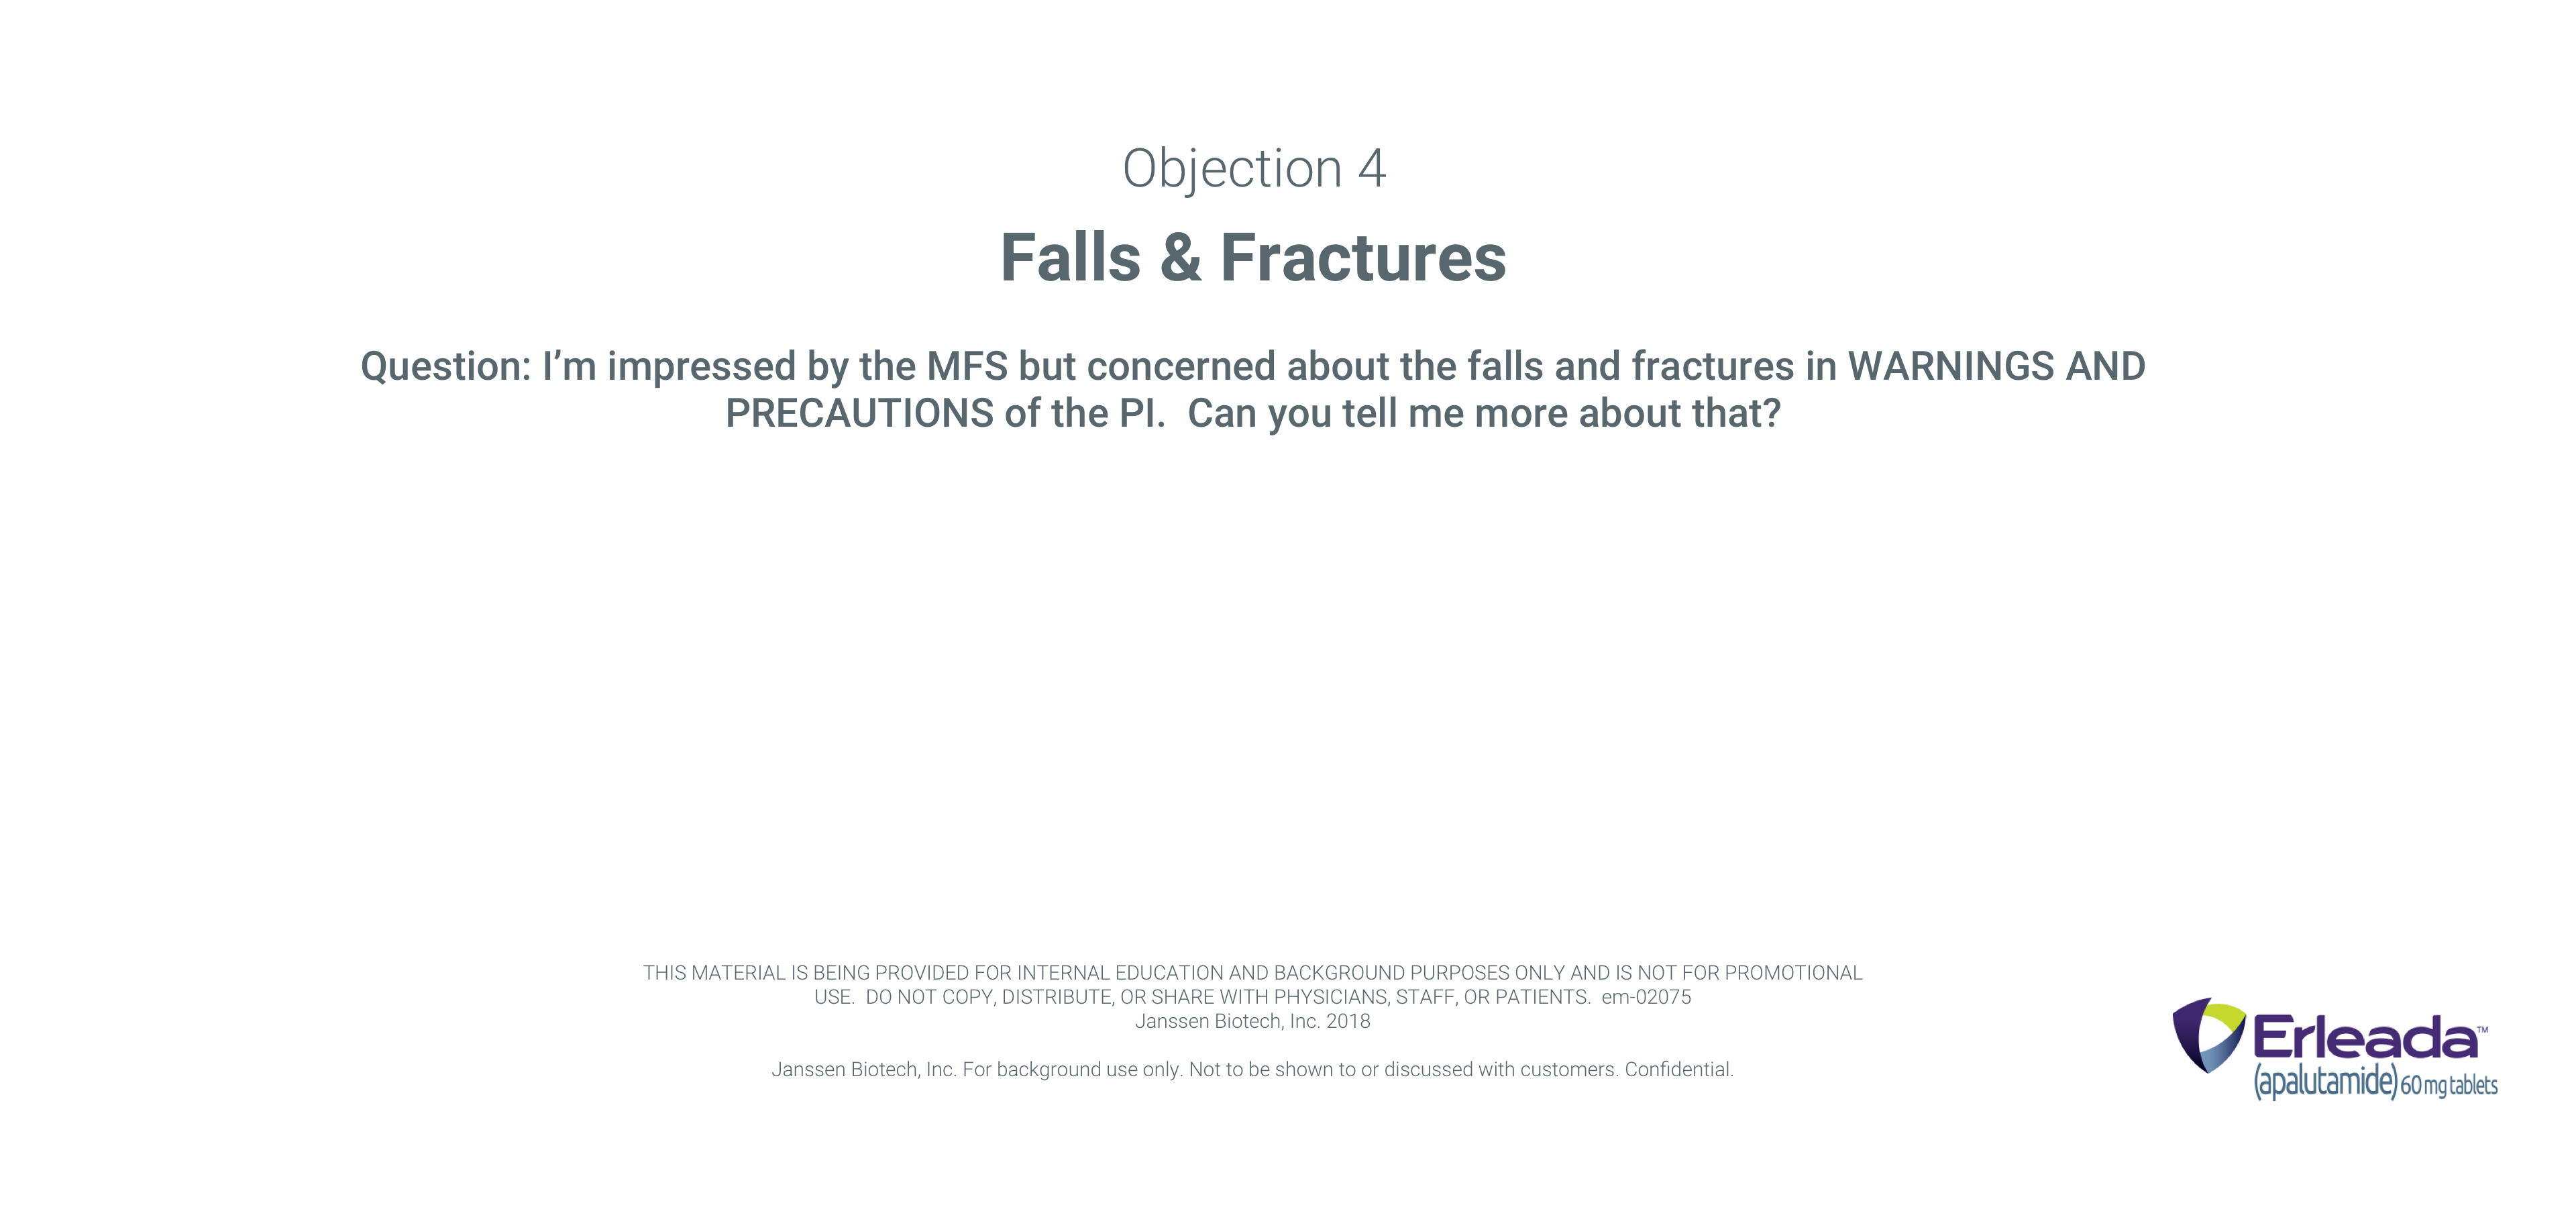 Objection 4
Falls & Fractures
Question: I’m impressed by the MFS but concerned about the falls and fractures in WARNINGS AND
PRECAUTIONS of the PI.  Can you tell me more about that?
THIS MATERIAL IS BEING PROVIDED FOR INTERNAL EDUCATION AND BACKGROUND PURPOSES ONLY AND IS NOT FOR PROMOTIONAL
USE.  DO NOT COPY, DISTRIBUTE, OR SHARE WITH PHYSICIANS, STAFF, OR PATIENTS.  em-02075
Janssen Biotech, Inc. 2018
Janssen Biotech, Inc. For background use only. Not to be shown to or discussed with customers. Confidential.
Erleada™
(apalutamide) 60 mg tablets